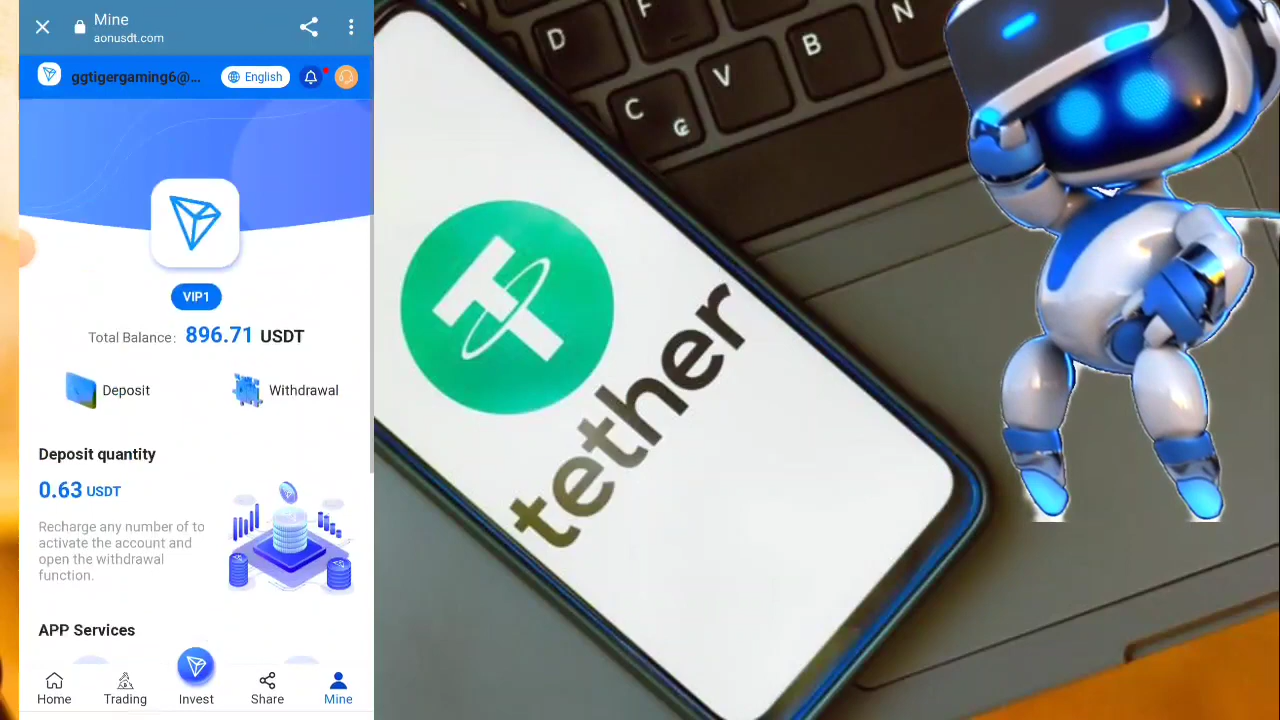 Mine
aonusdt.com
ggtigergaming6@...
English
VIP1
Total Balance: 896.71 USDT
Deposit
Withdrawal
Deposit quantity
0.63 USDT
Recharge any number of to
activate the account and
open the withdrawal
function.
APP Services
Home
Trading
Invest
Share
Mine
tether
D
F
N
B
V
C